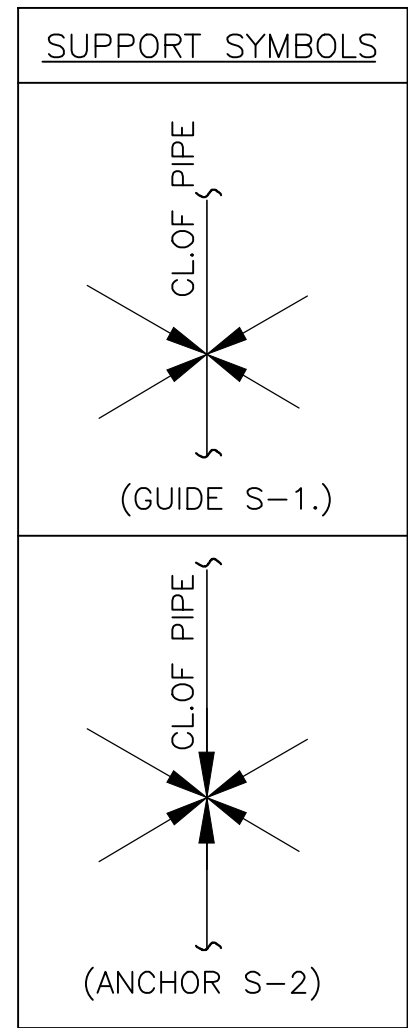 SUPPORT SYMBOLS
CL.OF PIPE
(GUIDE S-1.)
CL.OF PIPE
(ANCHOR S-2)